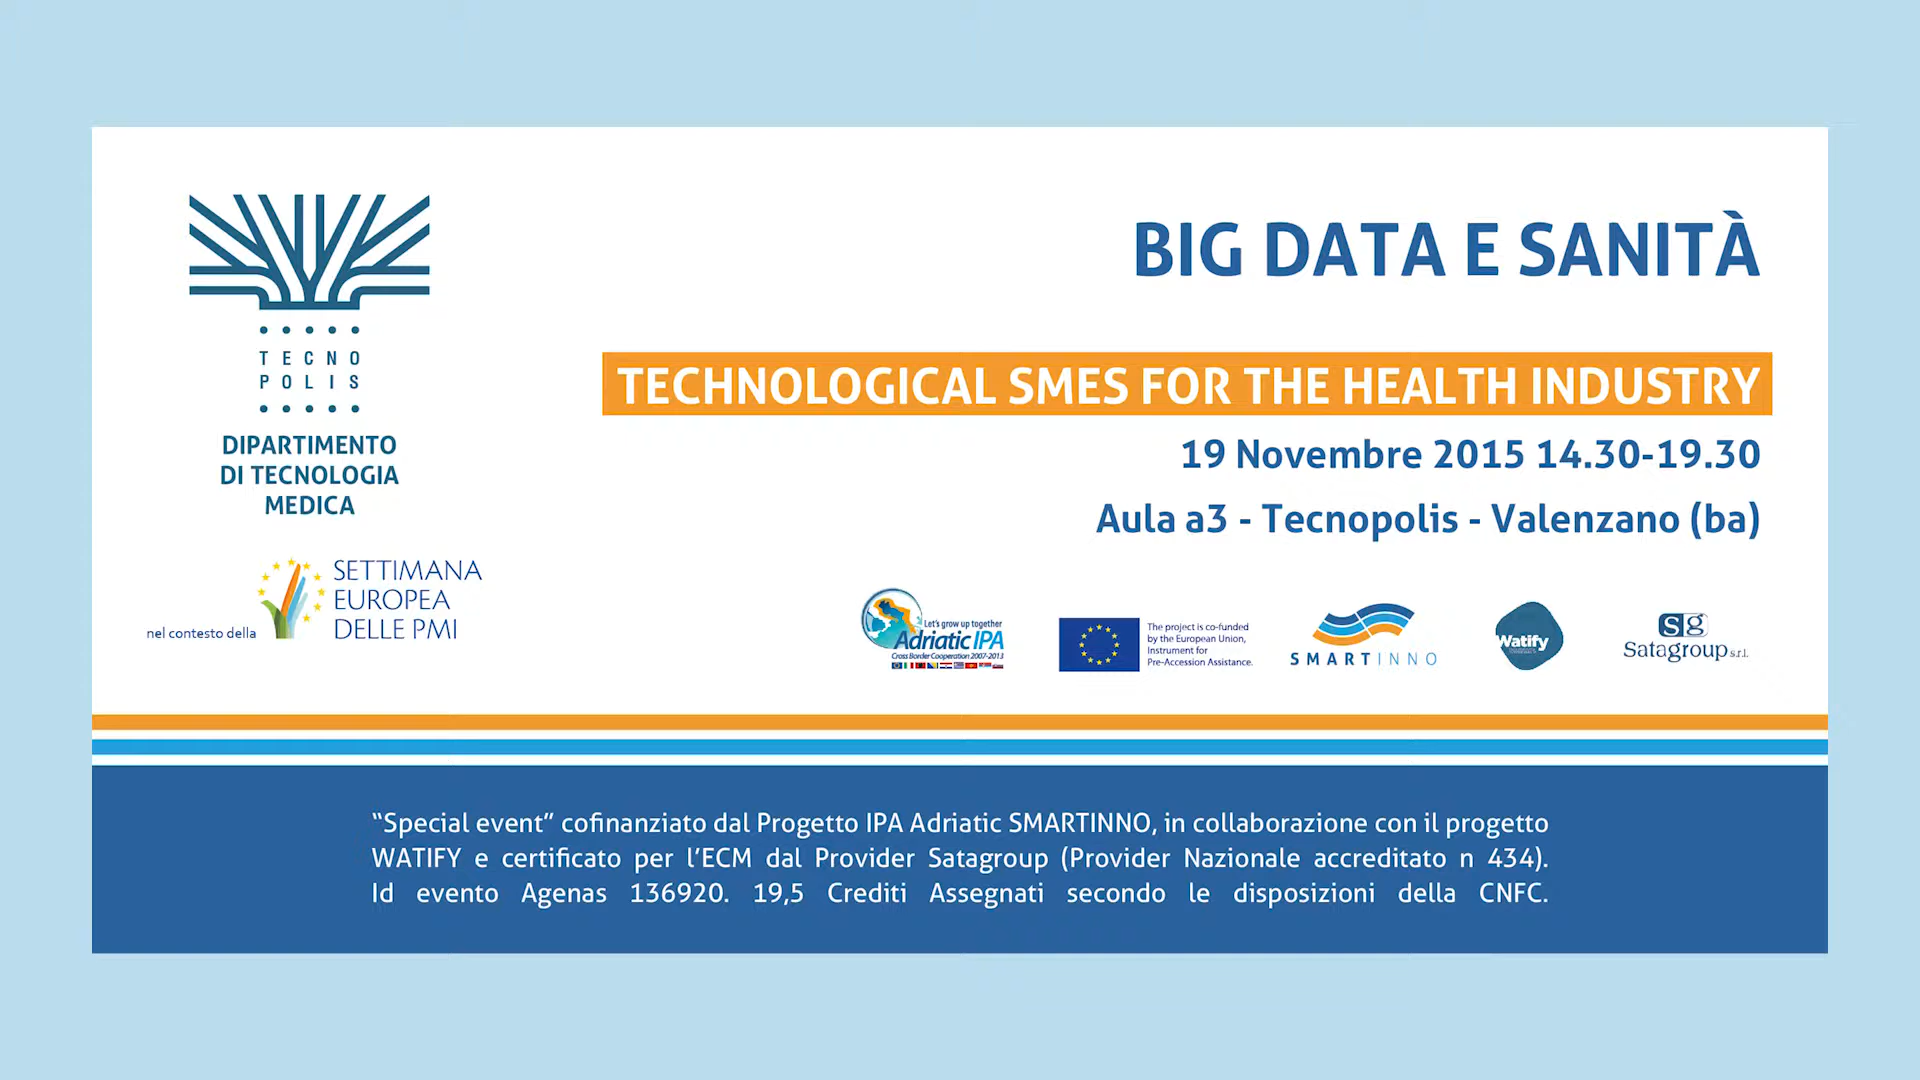 TECNO
POLIS
DIPARTIMENTO
DI TECNOLOGIA
MEDICA
nel contesto della
SETTIMANA
EUROPEA
DELLE PMI
BIG DATA E SANITÀ
TECHNOLOGICAL SMES FOR THE HEALTH INDUSTRY
19 Novembre 2015 14.30-19.30
Aula a3 - Tecnopolis - Valenzano (ba)
Let's grow up together
Adriatic IPA
Cross Border Cooperation 2007-2013
The project is co-funded
by the European Union,
Instrument for
Pre-Accession Assistance.
SMARTINNO
Watify
sg
Satagroup s.r.l.
“Special event” cofinanziato dal Progetto IPA Adriatic SMARTINNO, in collaborazione con il progetto
WATIFY e certificato per l’ECM dal Provider Satagroup (Provider Nazionale accreditato n 434).
Id evento Agenas 136920. 19,5 Crediti Assegnati secondo le disposizioni della CNFC.